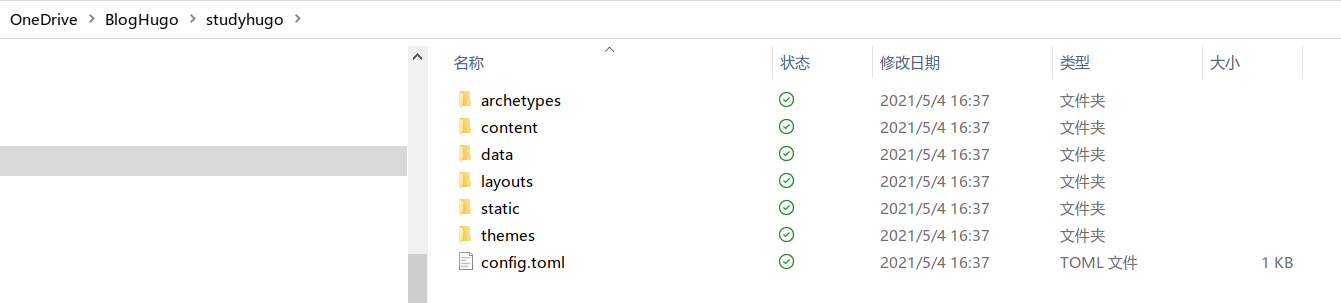 OneDrive > BlogHugo > studyhugo >
名称 状态 修改日期 类型 大小
archetypes 2021/5/4 16:37 文件夹
content 2021/5/4 16:37 文件夹
data 2021/5/4 16:37 文件夹
layouts 2021/5/4 16:37 文件夹
static 2021/5/4 16:37 文件夹
themes 2021/5/4 16:37 文件夹
config.toml 2021/5/4 16:37 TOML 文件 1 KB